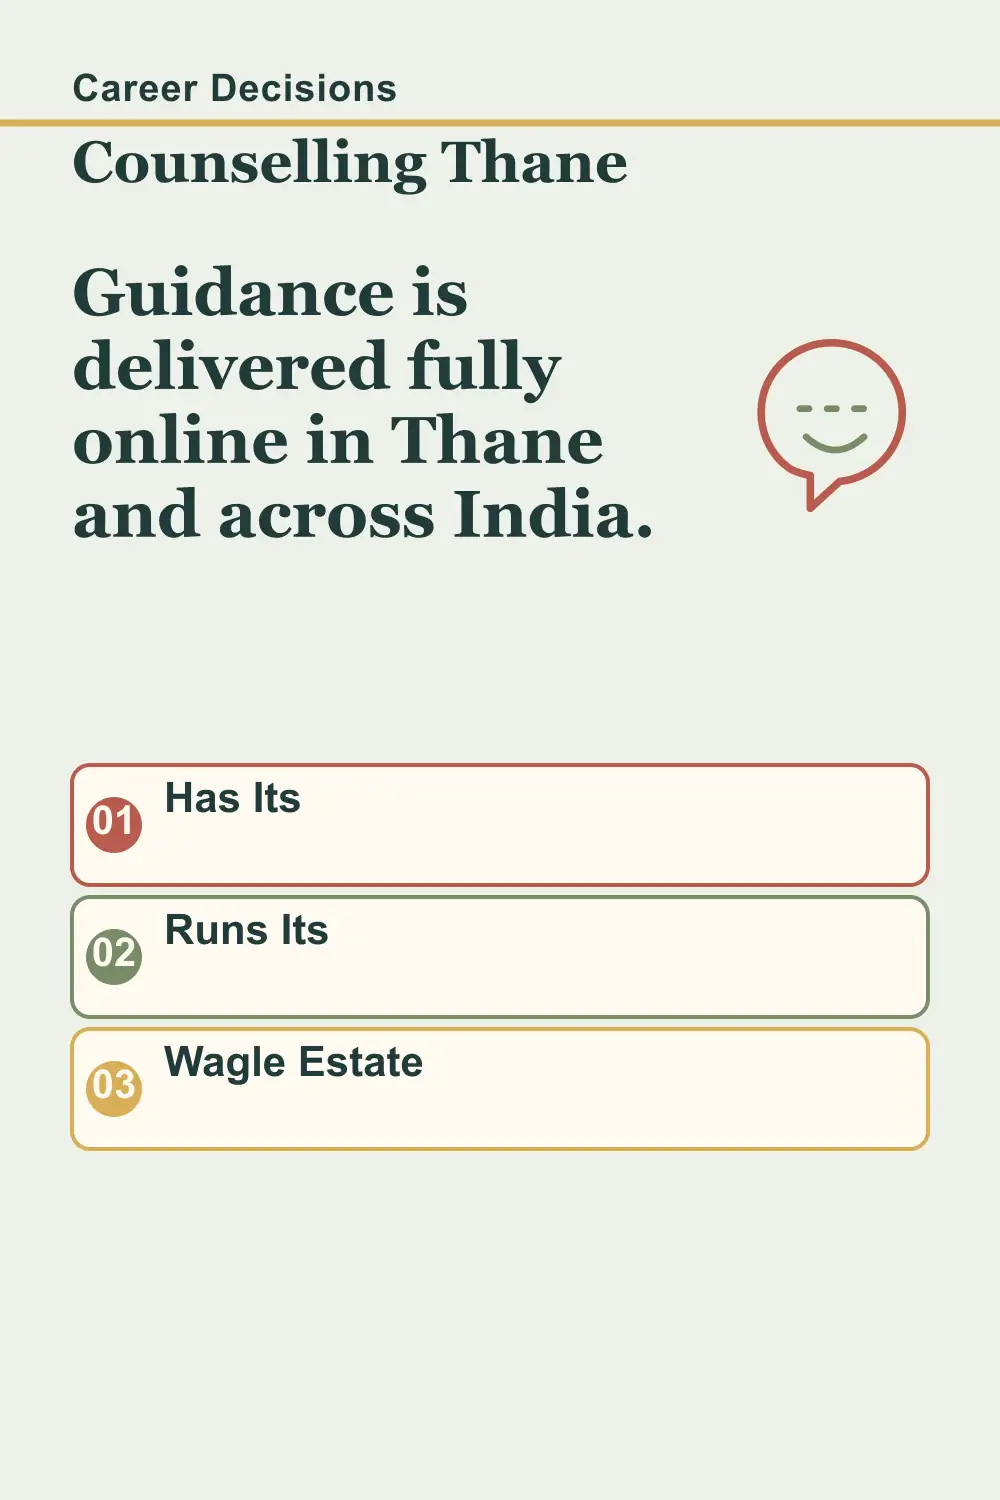 Career Decisions
Counselling Thane
Guidance is
delivered fully
online in Thane
and across India.
01 Has Its
02 Runs Its
03 Wagle Estate